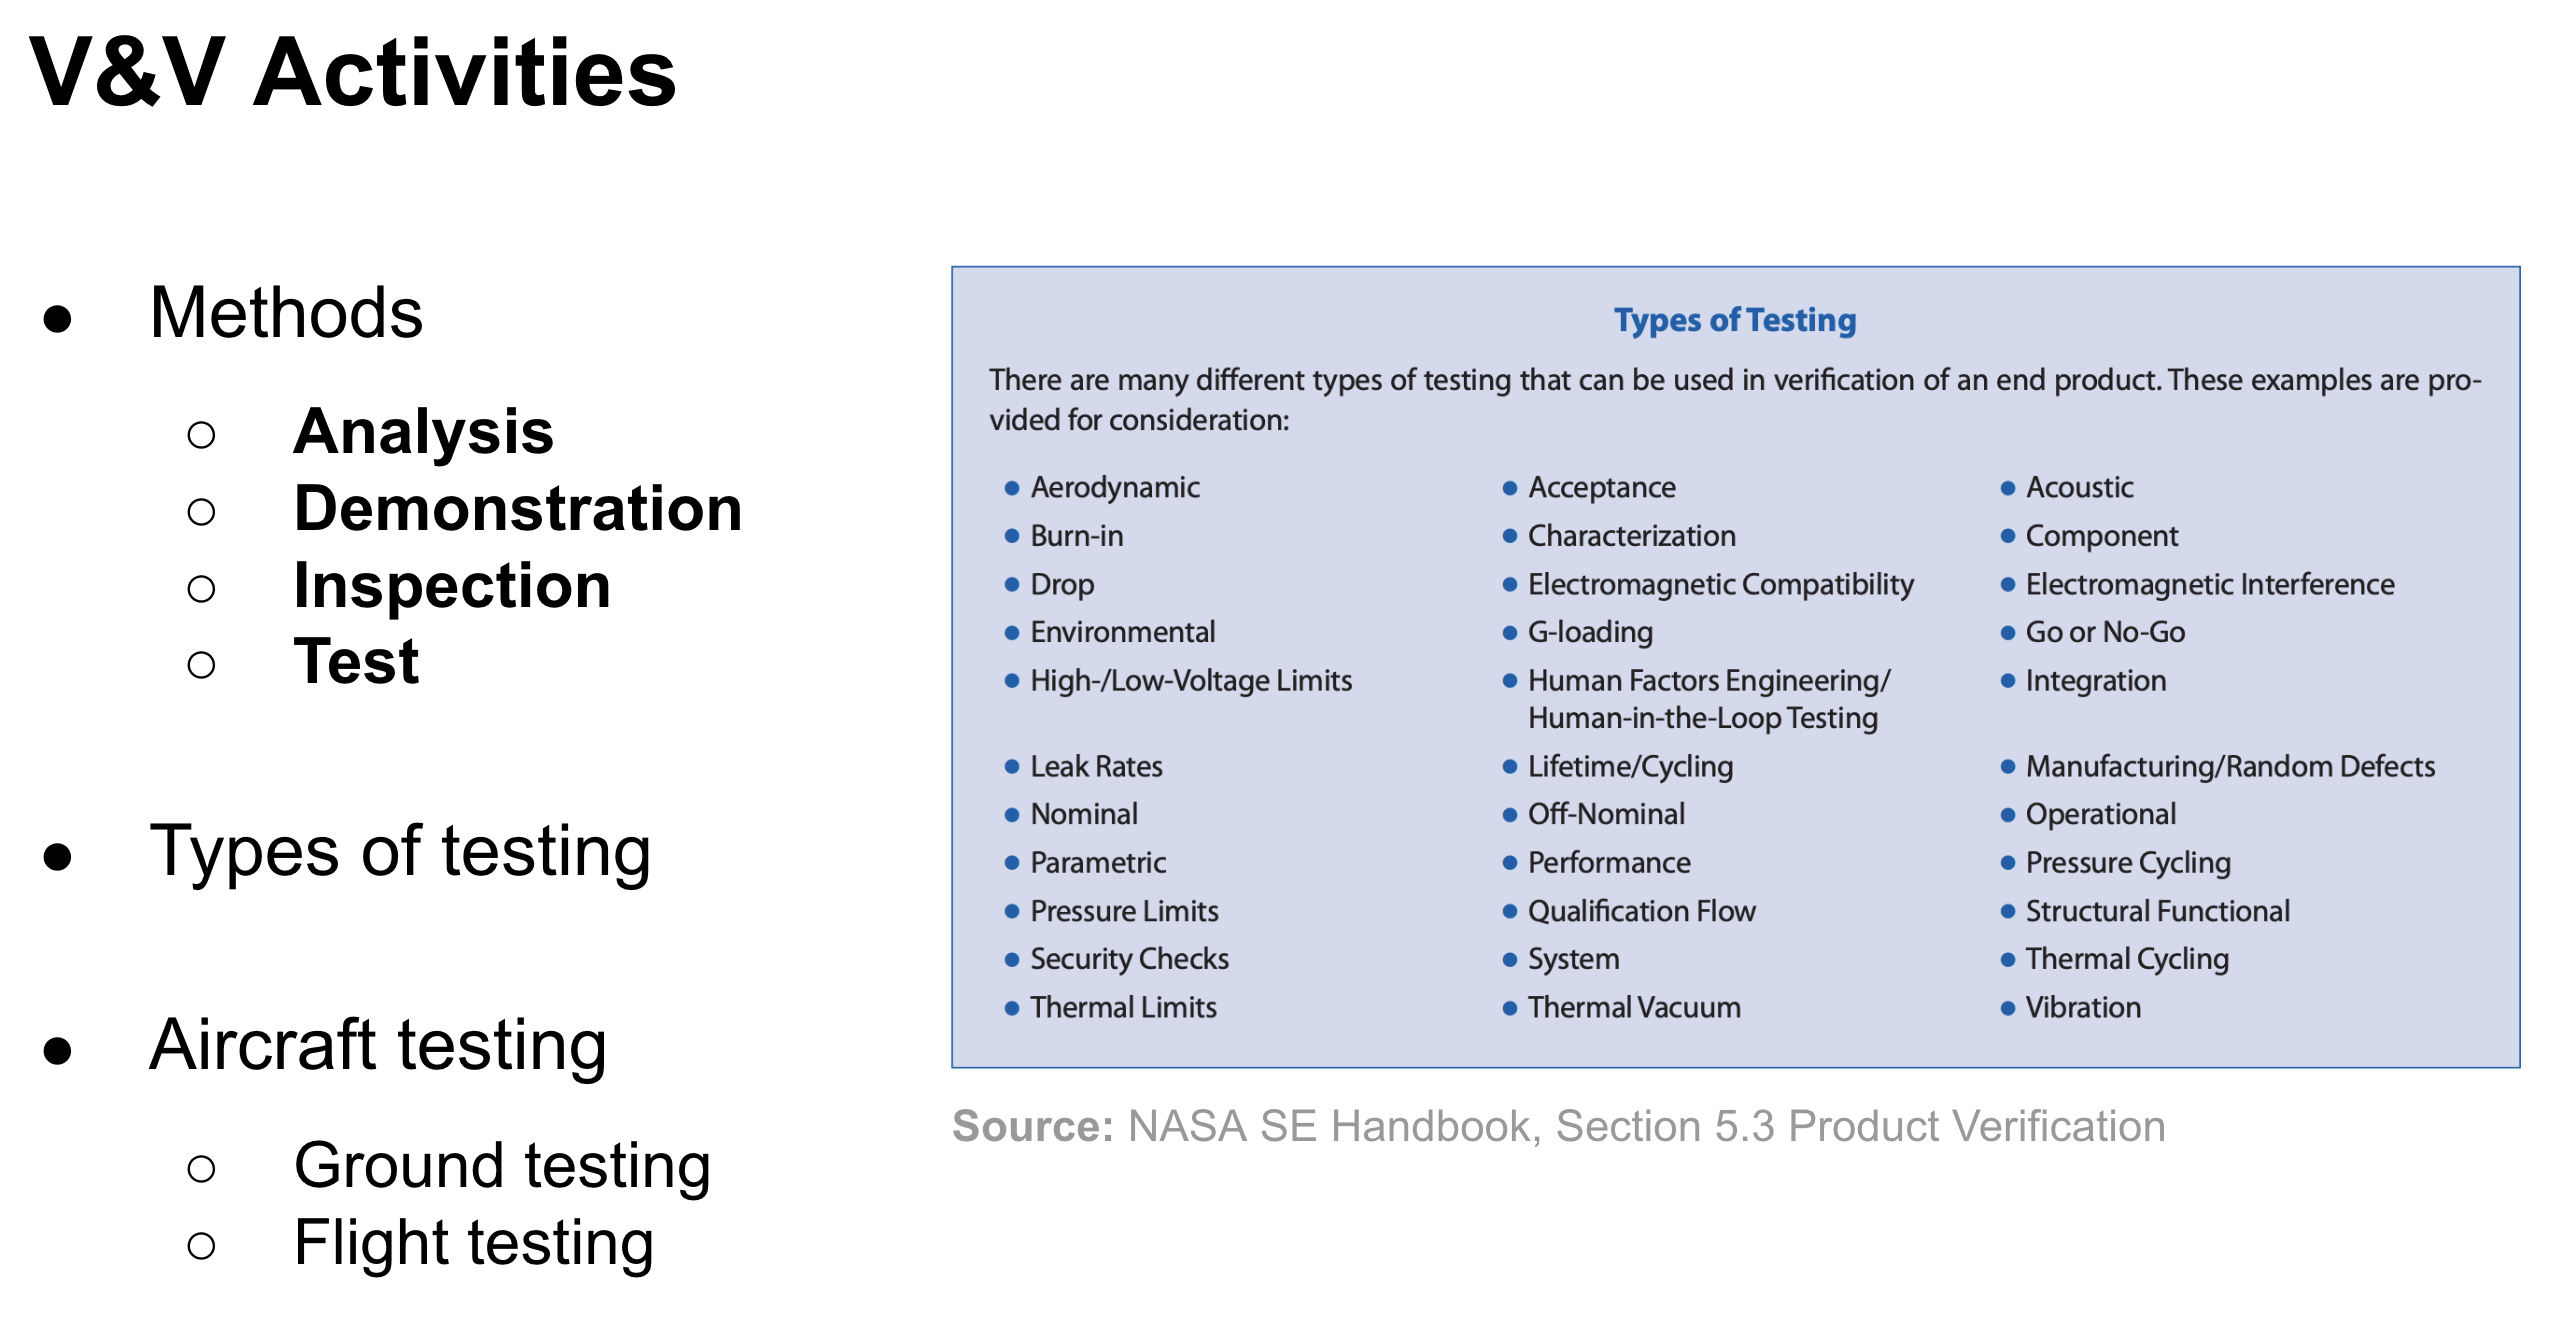 V&V Activities
● Methods
○ Analysis
○ Demonstration
○ Inspection
○ Test
● Types of testing
● Aircraft testing
○ Ground testing
○ Flight testing
Types of Testing
There are many different types of testing that can be used in verification of an end product. These examples are pro-
vided for consideration:
● Aerodynamic ● Acceptance ● Acoustic
● Burn-in ● Characterization ● Component
● Drop ● Electromagnetic Compatibility ● Electromagnetic Interference
● Environmental ● G-loading ● Go or No-Go
● High-/Low-Voltage Limits ● Human Factors Engineering/ ● Integration
Human-in-the-Loop Testing
● Leak Rates ● Lifetime/Cycling ● Manufacturing/Random Defects
● Nominal ● Off-Nominal ● Operational
● Parametric ● Performance ● Pressure Cycling
● Pressure Limits ● Qualification Flow ● Structural Functional
● Security Checks ● System ● Thermal Cycling
● Thermal Limits ● Thermal Vacuum ● Vibration
Source: NASA SE Handbook, Section 5.3 Product Verification